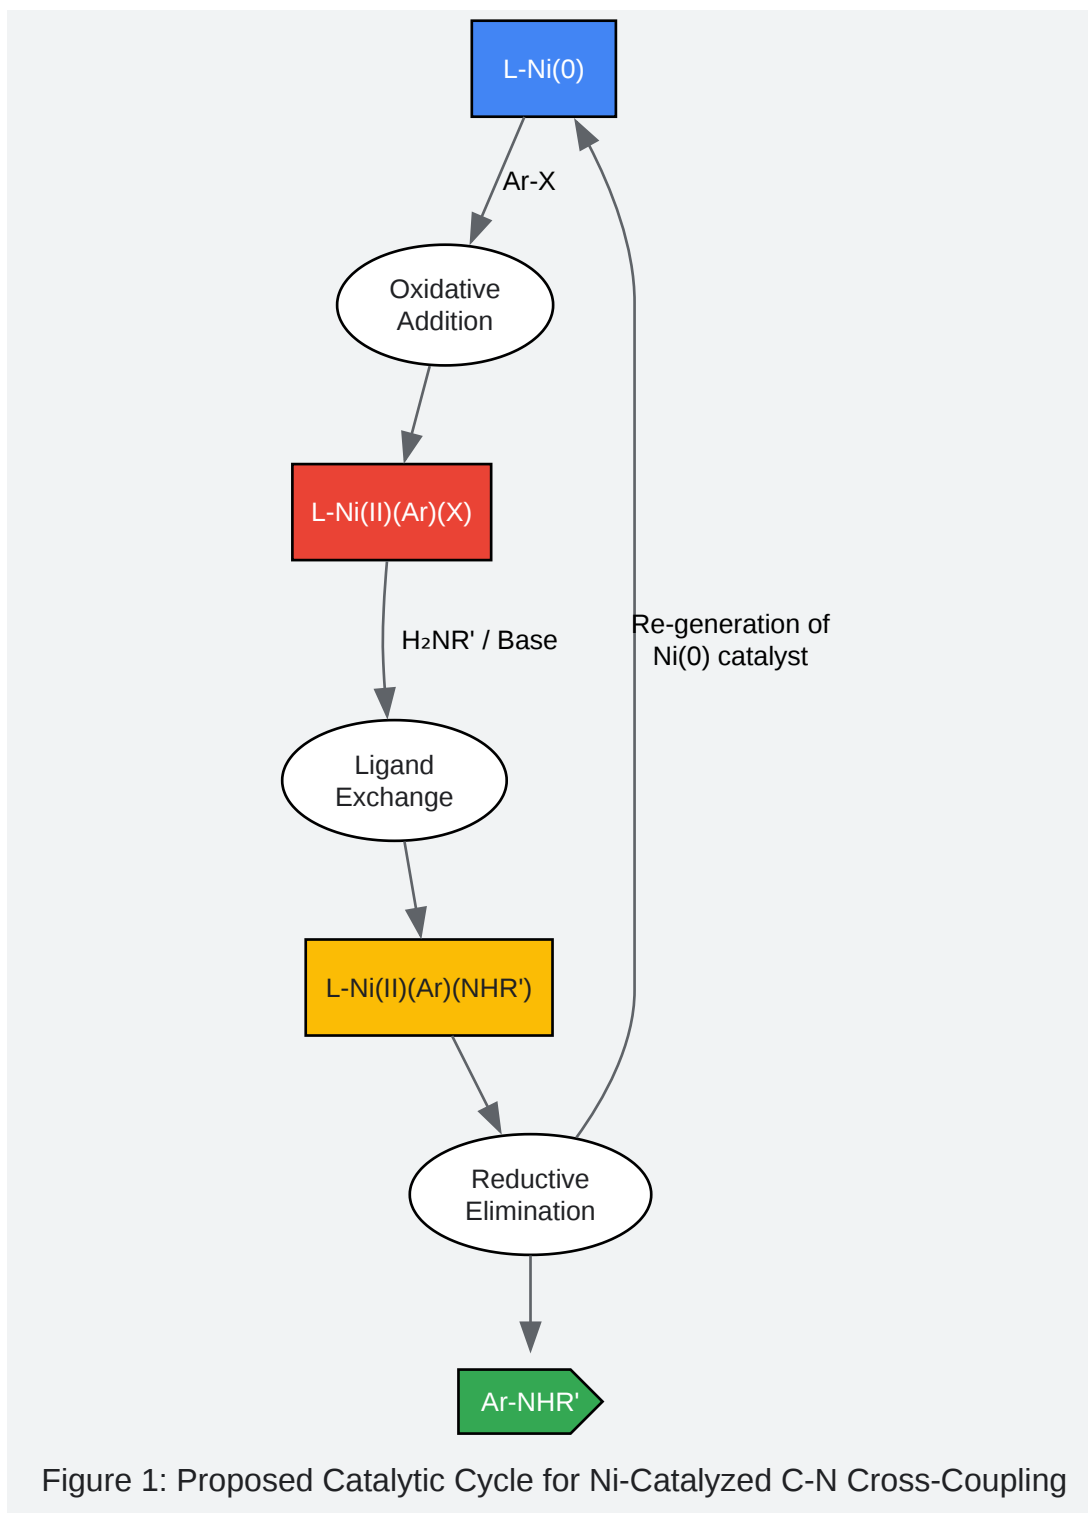 L-Ni(0)
Ar-X
Oxidative
Addition
L-Ni(II)(Ar)(X)
H₂NR' / Base
Re-generation of
Ni(0) catalyst
Ligand
Exchange
L-Ni(II)(Ar)(NHR')
Reductive
Elimination
Ar-NHR'
Figure 1: Proposed Catalytic Cycle for Ni-Catalyzed C-N Cross-Coupling